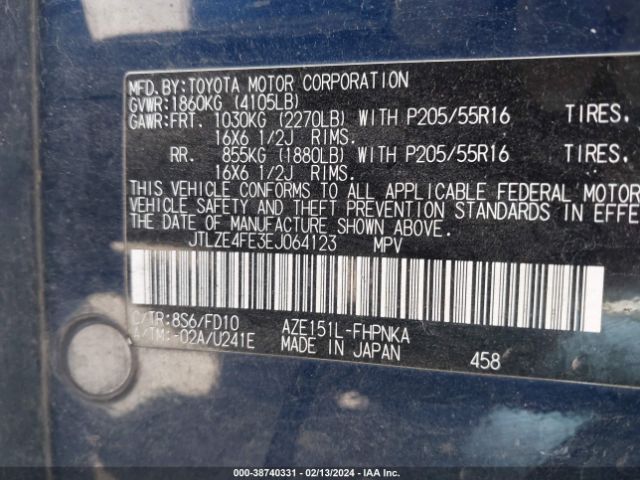 MFD.BY:TOYOTA MOTOR CORPORATION
GVWR:1860KG (4105LB)
GAWR:FRT. 1030KG (2270LB) WITH P205/55R16 TIRES.
16X6 1/2J RIMS.
RR. 855KG (1880LB) WITH P205/55R16 TIRES.
16X6 1/2J RIMS.
THIS VEHICLE CONFORMS TO ALL APPLICABLE FEDERAL MOTOR
VEHICLE SAFETY AND THEFT PREVENTION STANDARDS IN EFFE
THE DATE OF MANUFACTURE SHOWN ABOVE.
JTLZE4FE3EJ064123 MPV
C/TR:8S6/FD10 AZE151L-FHPNKA
A/TM:-02A/U241E MADE IN JAPAN 458
000-38740331 - 02/13/2024 - IAA Inc.